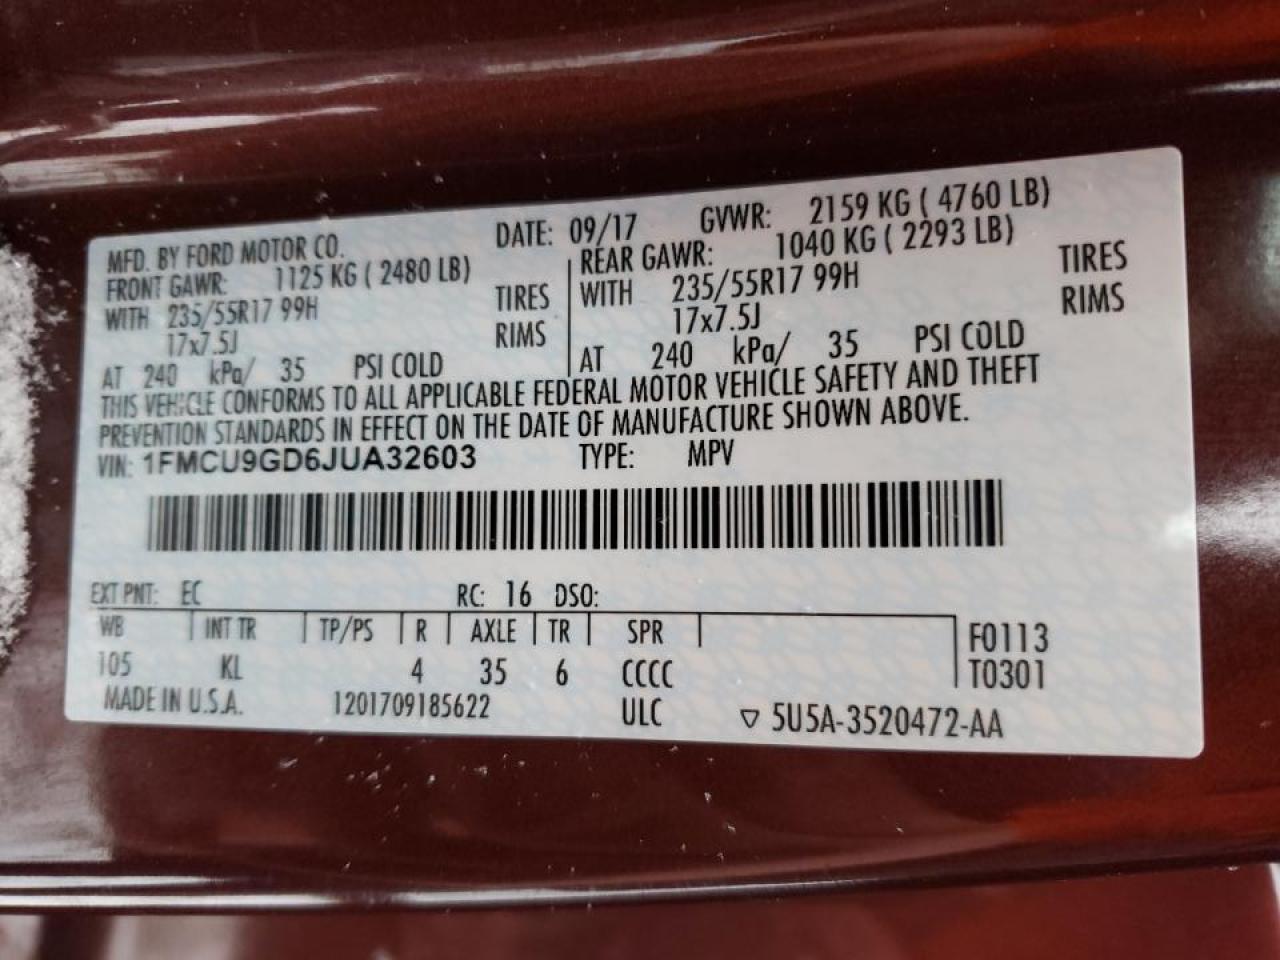 MFD. BY FORD MOTOR CO. DATE: 09/17 GVWR: 2159 KG ( 4760 LB)
FRONT GAWR: 1125 KG ( 2480 LB) REAR GAWR: 1040 KG ( 2293 LB)
WITH 235/55R17 99H TIRES WITH 235/55R17 99H TIRES
17x7.5J RIMS 17x7.5J RIMS
AT 240 kPa/ 35 PSI COLD AT 240 kPa/ 35 PSI COLD
THIS VEHICLE CONFORMS TO ALL APPLICABLE FEDERAL MOTOR VEHICLE SAFETY AND THEFT
PREVENTION STANDARDS IN EFFECT ON THE DATE OF MANUFACTURE SHOWN ABOVE.
VIN: 1FMCU9GD6JUA32603 TYPE: MPV
EXT PNT: EC RC: 16 DSO:
WB INT TR TP/PS R AXLE TR SPR F0113
105 KL 4 35 6 CCCC T0301
MADE IN U.S.A. 1201709185622 ULC ▽ 5U5A-3520472-AA